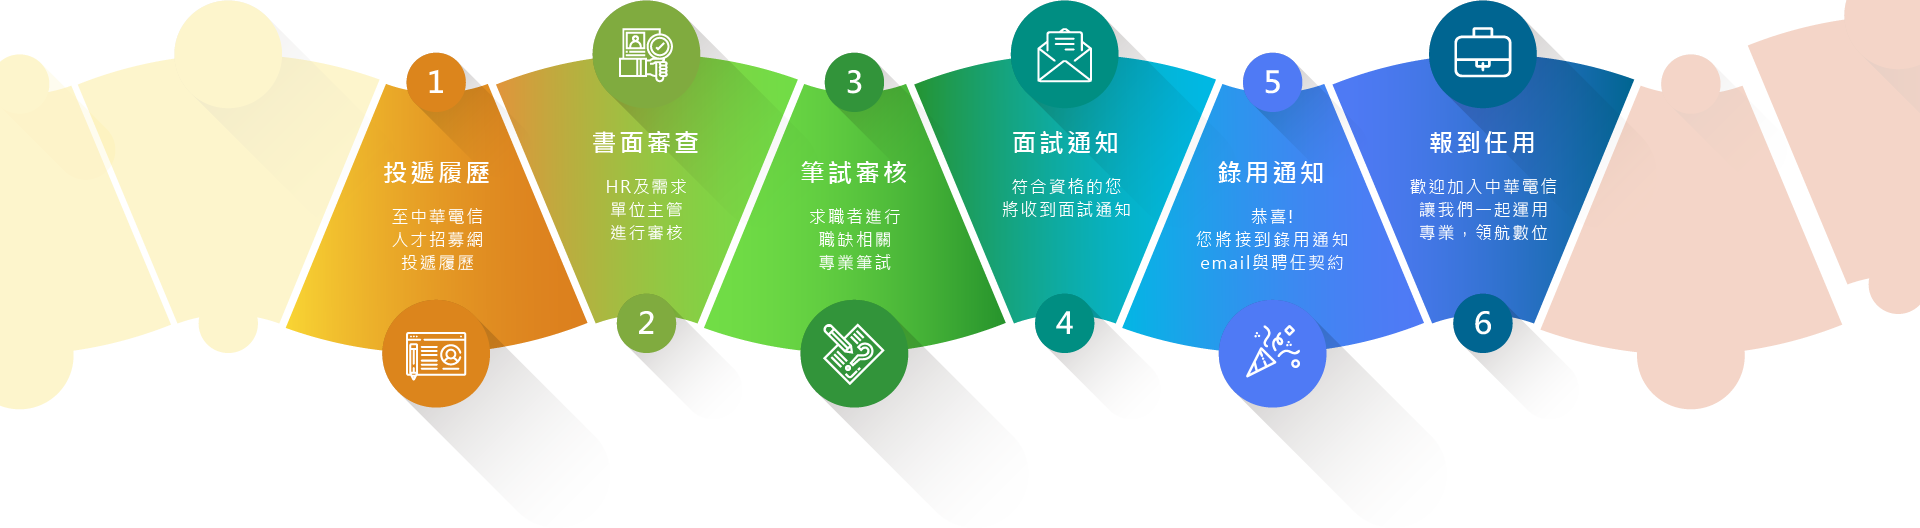 1
投遞履歷
至中華電信
人才招募網
投遞履歷
書面審查
HR及需求
單位主管
進行審核
2
3
筆試審核
求職者進行
職缺相關
專業筆試
面試通知
符合資格的您
將收到面試通知
4
5
錄用通知
恭喜!
您將接到錄用通知
email與聘任契約
報到任用
歡迎加入中華電信
讓我們一起運用
專業，領航數位
6